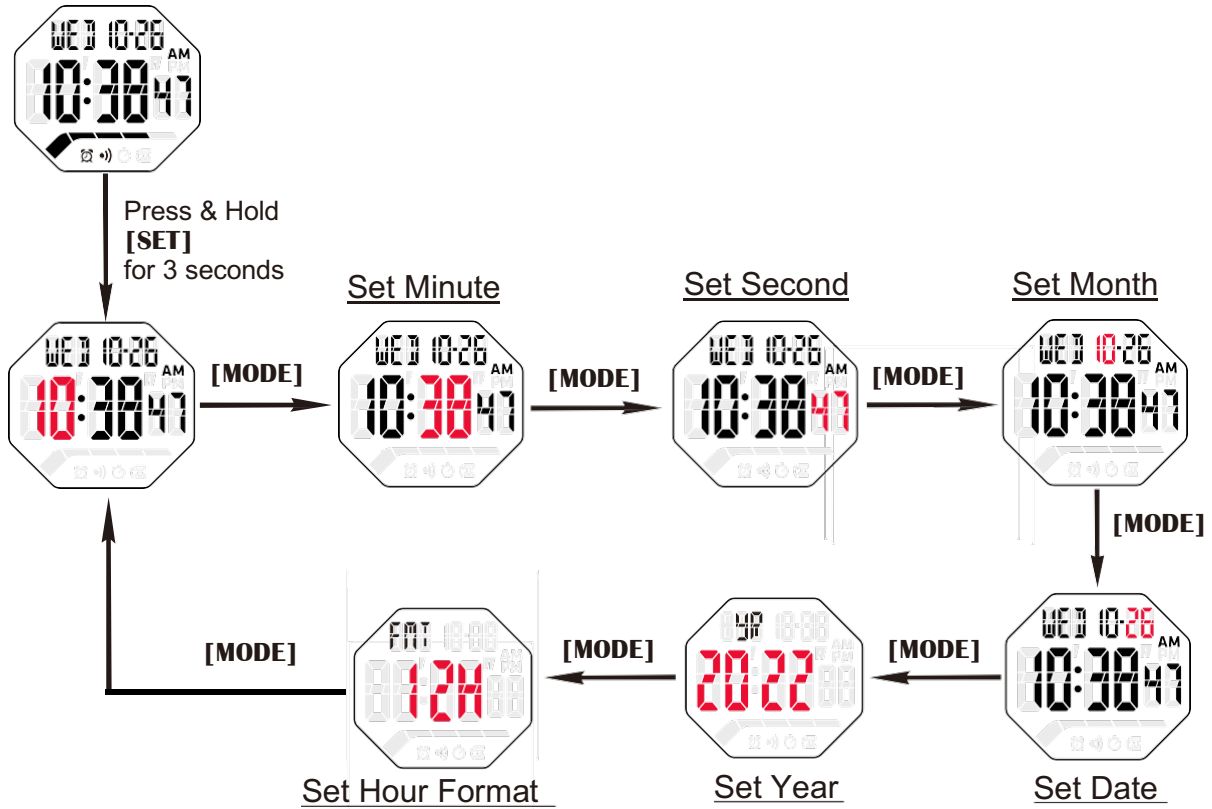 WED 10-26
AM
10:38 47
Press & Hold
[SET]
for 3 seconds
WED 10-26
AM
10:38 47
[MODE]
Set Minute
WED 10-26
AM
10:38 47
[MODE]
Set Second
WED 10-26
AM
10:38 47
[MODE]
Set Month
WED 10-26
AM
10:38 47
[MODE]
WED 10-26
AM
10:38 47
Set Date
[MODE]
YR
2022
Set Year
[MODE]
FMT
12H
Set Hour Format
[MODE]